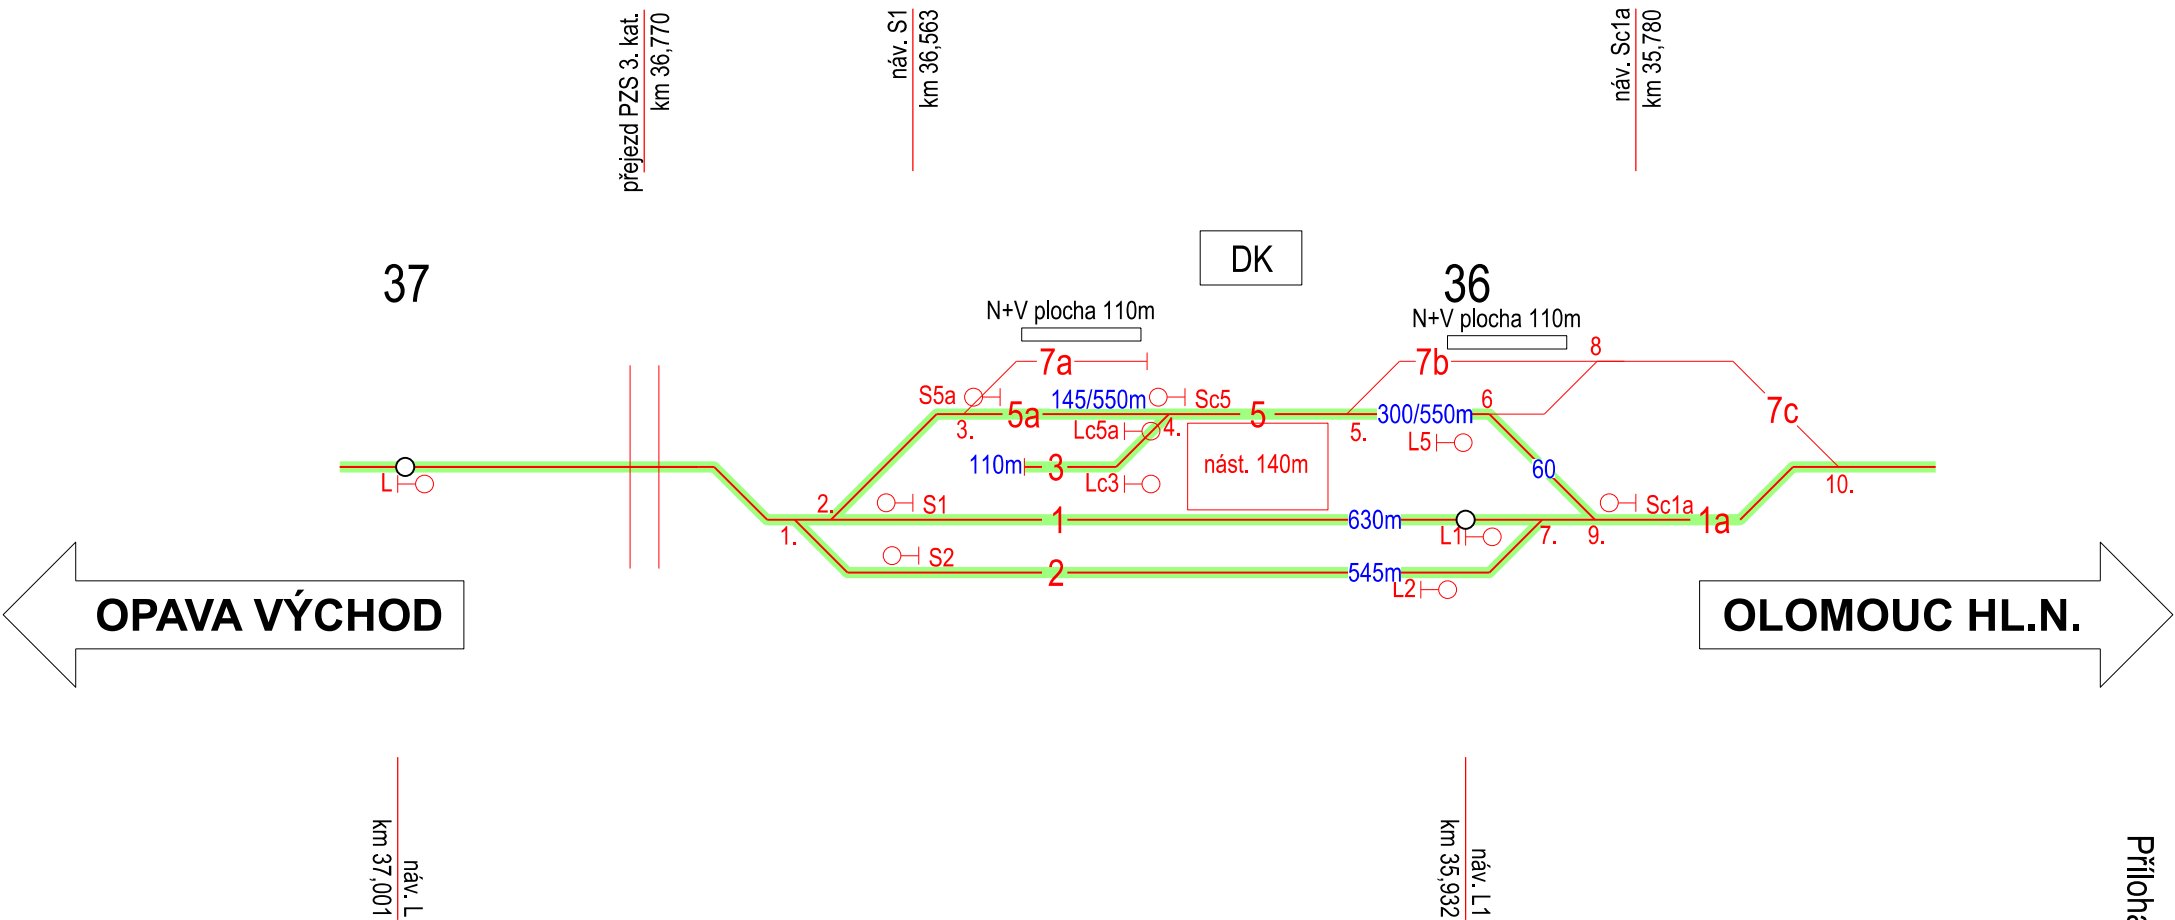 přejezd PZS 3. kat.
km 36,770
náv. S1
km 36,563
náv. Sc1a
km 35,780
37
DK
36
N+V plocha 110m
N+V plocha 110m
8
7a
7b
S5a
145/550m
Sc5
6
7c
5a
5
300/550m
3.
Lc5a
4.
5.
L5
110m
3
nást. 140m
60
L
Lc3
10.
2.
S1
Sc1a
1
630m
1a
1.
L1
7.
9.
S2
2
545m
L2
OPAVA VÝCHOD
OLOMOUC HL.N.
náv. L
km 37,001
náv. L1
km 35,932
Příloha